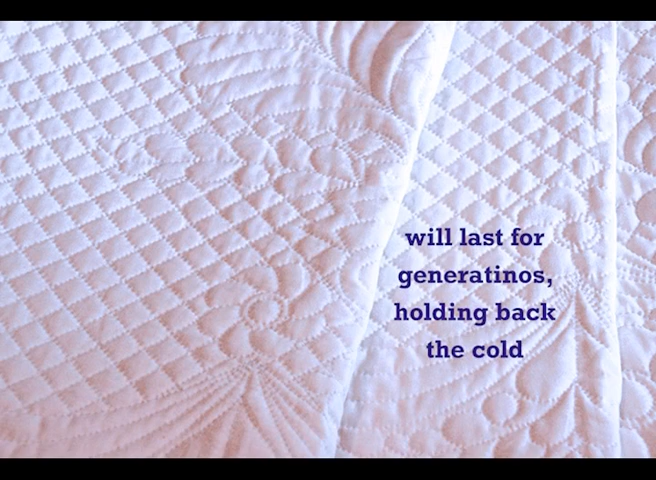 will last for
generatinos,
holding back
the cold